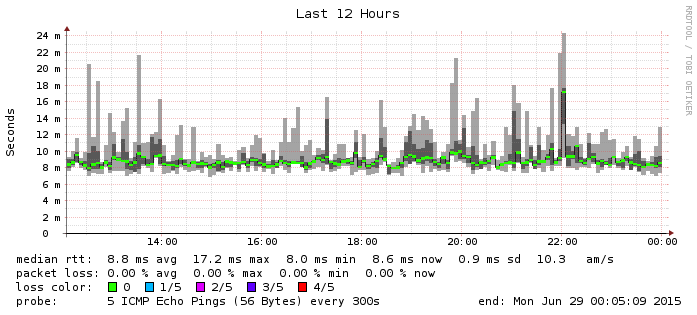 Last 12 Hours
RRDTOOL / TOBI OETIKER
Seconds
24 m
22 m
20 m
18 m
16 m
14 m
12 m
10 m
8 m
6 m
4 m
2 m
0
14:00 16:00 18:00 20:00 22:00 00:00
median rtt: 8.8 ms avg 17.2 ms max 8.0 ms min 8.6 ms now 0.9 ms sd 10.3 am/s
packet loss: 0.00 % avg 0.00 % max 0.00 % min 0.00 % now
loss color: 0 1/5 2/5 3/5 4/5
probe: 5 ICMP Echo Pings (56 Bytes) every 300s end: Mon Jun 29 00:05:09 2015